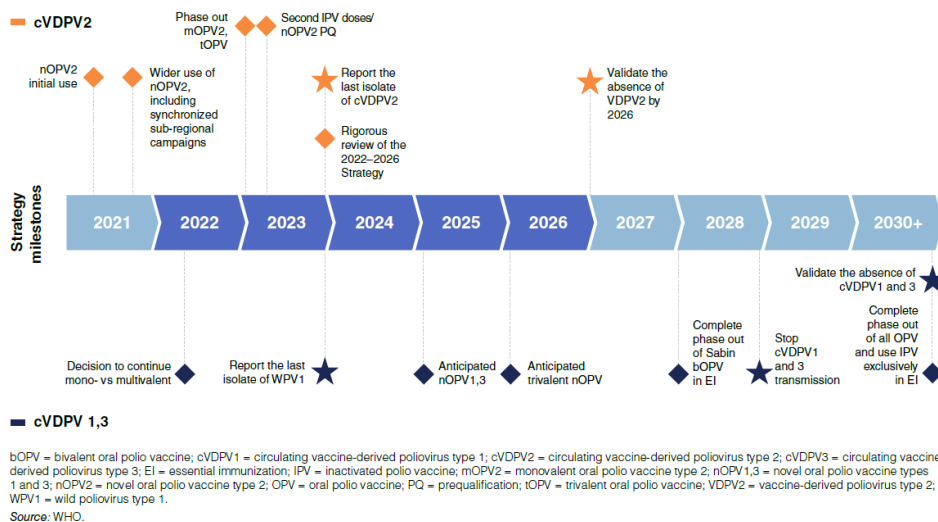 cVDPV2
Phase out
mOPV2,
tOPV
Second IPV doses/
nOPV2 PQ
nOPV2
initial use
Wider use of
nOPV2,
including
synchronized
sub-regional
campaigns
Report the
last isolate
of cVDPV2
Rigorous
review of the
2022–2026
Strategy
Validate the
absence of
VDPV2 by
2026
Strategy
milestones
2021
2022
2023
2024
2025
2026
2027
2028
2029
2030+
Decision to continue
mono- vs multivalent
Report the last
isolate of WPV1
Anticipated
nOPV1,3
Anticipated
trivalent nOPV
Complete
phase out
of Sabin
bOPV
in EI
Stop
cVDPV1
and 3
transmission
Validate the absence of
cVDPV1 and 3
Complete
phase out
of all OPV
and use IPV
exclusively
in EI
cVDPV 1,3
bOPV = bivalent oral polio vaccine; cVDPV1 = circulating vaccine-derived poliovirus type 1; cVDPV2 = circulating vaccine-derived poliovirus type 2; cVDPV3 = circulating vaccine
derived poliovirus type 3; EI = essential immunization; IPV = inactivated polio vaccine; mOPV2 = monovalent oral polio vaccine type 2; nOPV1,3 = novel oral polio vaccine types
1 and 3; nOPV2 = novel oral polio vaccine type 2; OPV = oral polio vaccine; PQ = prequalification; tOPV = trivalent oral polio vaccine; VDPV2 = vaccine-derived poliovirus type 2;
WPV1 = wild poliovirus type 1.
Source: WHO.